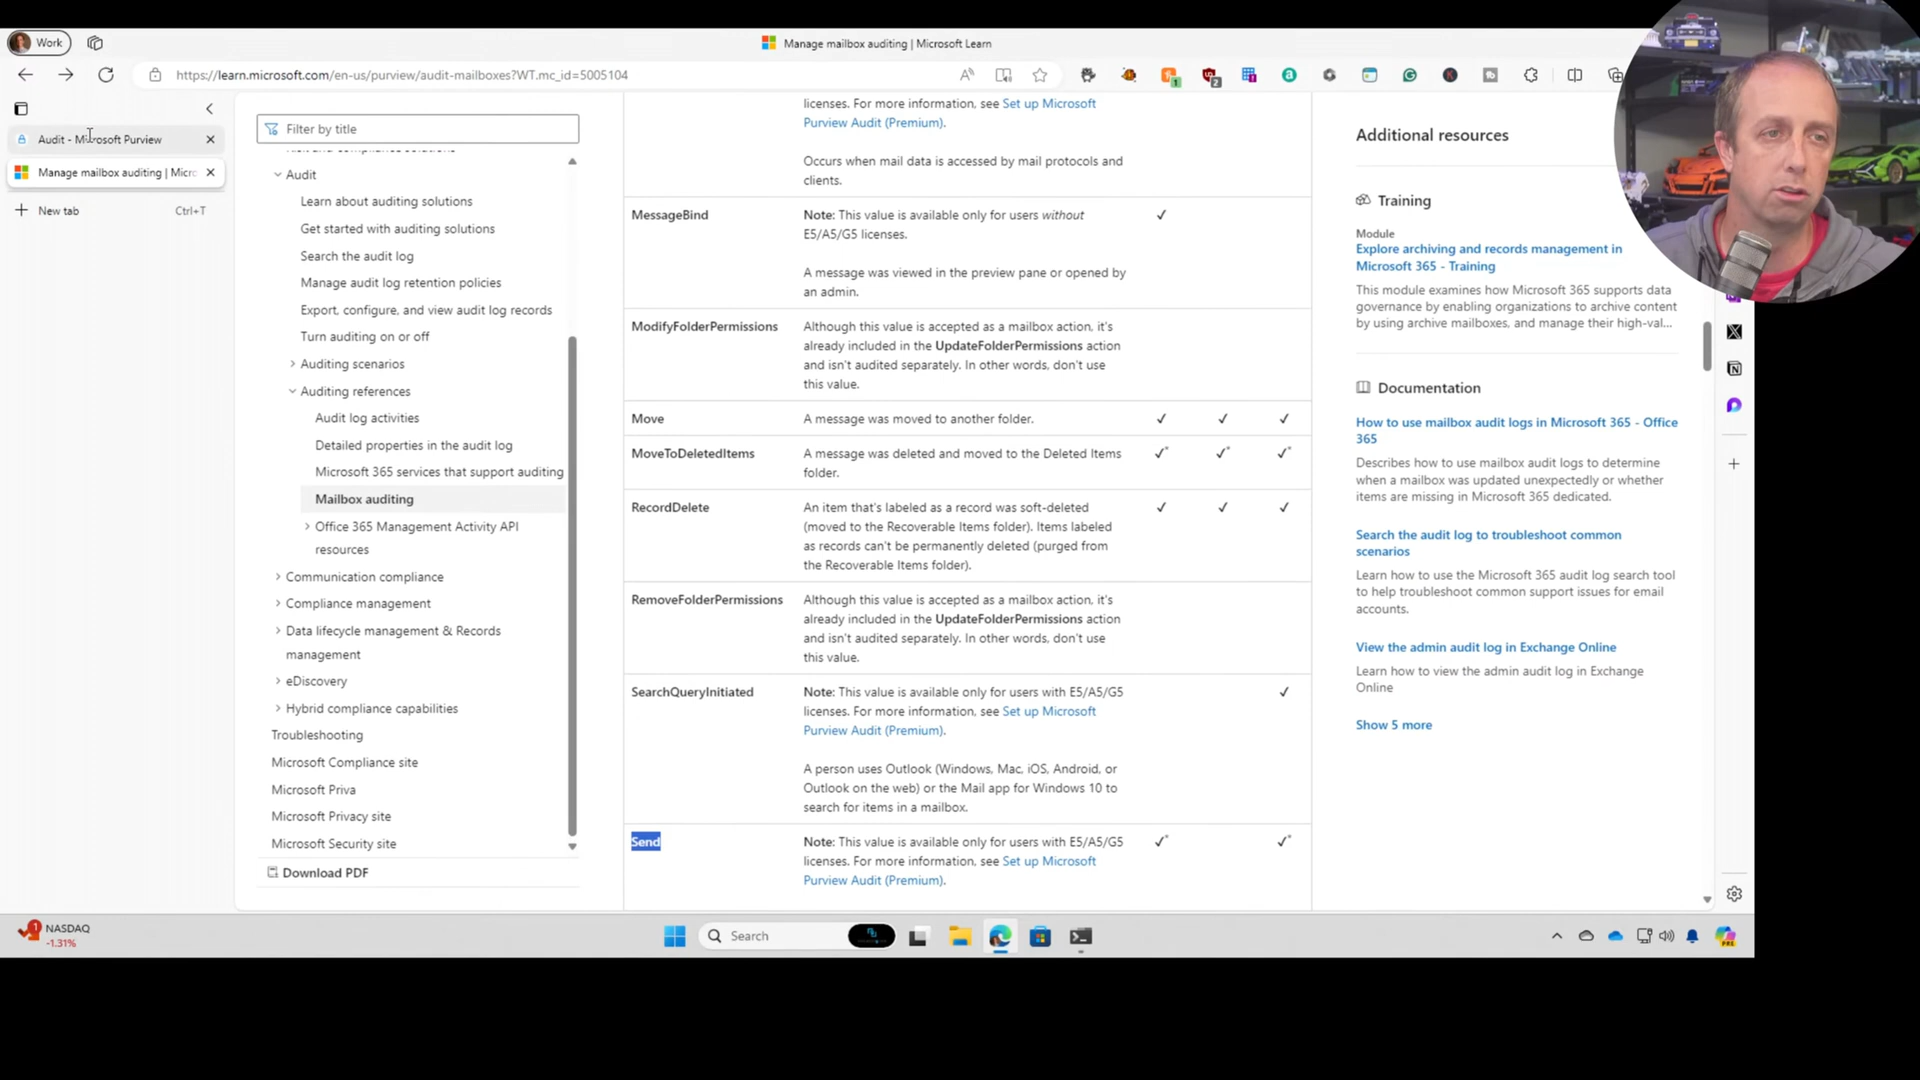 Work
Manage mailbox auditing | Microsoft Learn
https://learn.microsoft.com/en-us/purview/audit-mailboxes?WT.mc_id=5005104
Audit - Microsoft Purview
Manage mailbox auditing | Micro
New tab Ctrl+T
Filter by title
Audit
Learn about auditing solutions
Get started with auditing solutions
Search the audit log
Manage audit log retention policies
Export, configure, and view audit log records
Turn auditing on or off
Auditing scenarios
Auditing references
Audit log activities
Detailed properties in the audit log
Microsoft 365 services that support auditing
Mailbox auditing
Office 365 Management Activity API
resources
Communication compliance
Compliance management
Data lifecycle management & Records
management
eDiscovery
Hybrid compliance capabilities
Troubleshooting
Microsoft Compliance site
Microsoft Priva
Microsoft Privacy site
Microsoft Security site
Download PDF
licenses. For more information, see Set up Microsoft
Purview Audit (Premium).
Occurs when mail data is accessed by mail protocols and
clients.
MessageBind Note: This value is available only for users without ✓
E5/A5/G5 licenses.
A message was viewed in the preview pane or opened by
an admin.
ModifyFolderPermissions Although this value is accepted as a mailbox action, it's
already included in the UpdateFolderPermissions action
and isn't audited separately. In other words, don't use
this value.
Move A message was moved to another folder. ✓ ✓ ✓
MoveToDeletedItems A message was deleted and moved to the Deleted Items ✓* ✓* ✓*
folder.
RecordDelete An item that's labeled as a record was soft-deleted ✓ ✓ ✓
(moved to the Recoverable Items folder). Items labeled
as records can't be permanently deleted (purged from
the Recoverable Items folder).
RemoveFolderPermissions Although this value is accepted as a mailbox action, it's
already included in the UpdateFolderPermissions action
and isn't audited separately. In other words, don't use
this value.
SearchQueryInitiated Note: This value is available only for users with E5/A5/G5 ✓
licenses. For more information, see Set up Microsoft
Purview Audit (Premium).
A person uses Outlook (Windows, Mac, iOS, Android, or
Outlook on the web) or the Mail app for Windows 10 to
search for items in a mailbox.
Send Note: This value is available only for users with E5/A5/G5 ✓* ✓*
licenses. For more information, see Set up Microsoft
Purview Audit (Premium).
Additional resources
Training
Module
Explore archiving and records management in
Microsoft 365 - Training
This module examines how Microsoft 365 supports data
governance by enabling organizations to archive content
by using archive mailboxes, and manage their high-val...
Documentation
How to use mailbox audit logs in Microsoft 365 - Office
365
Describes how to use mailbox audit logs to determine
when a mailbox was updated unexpectedly or whether
items are missing in Microsoft 365 dedicated.
Search the audit log to troubleshoot common
scenarios
Learn how to use the Microsoft 365 audit log search tool
to help troubleshoot common support issues for email
accounts.
View the admin audit log in Exchange Online
Learn how to view the admin audit log in Exchange
Online
Show 5 more
1 NASDAQ
-1.31%
Search
PRE